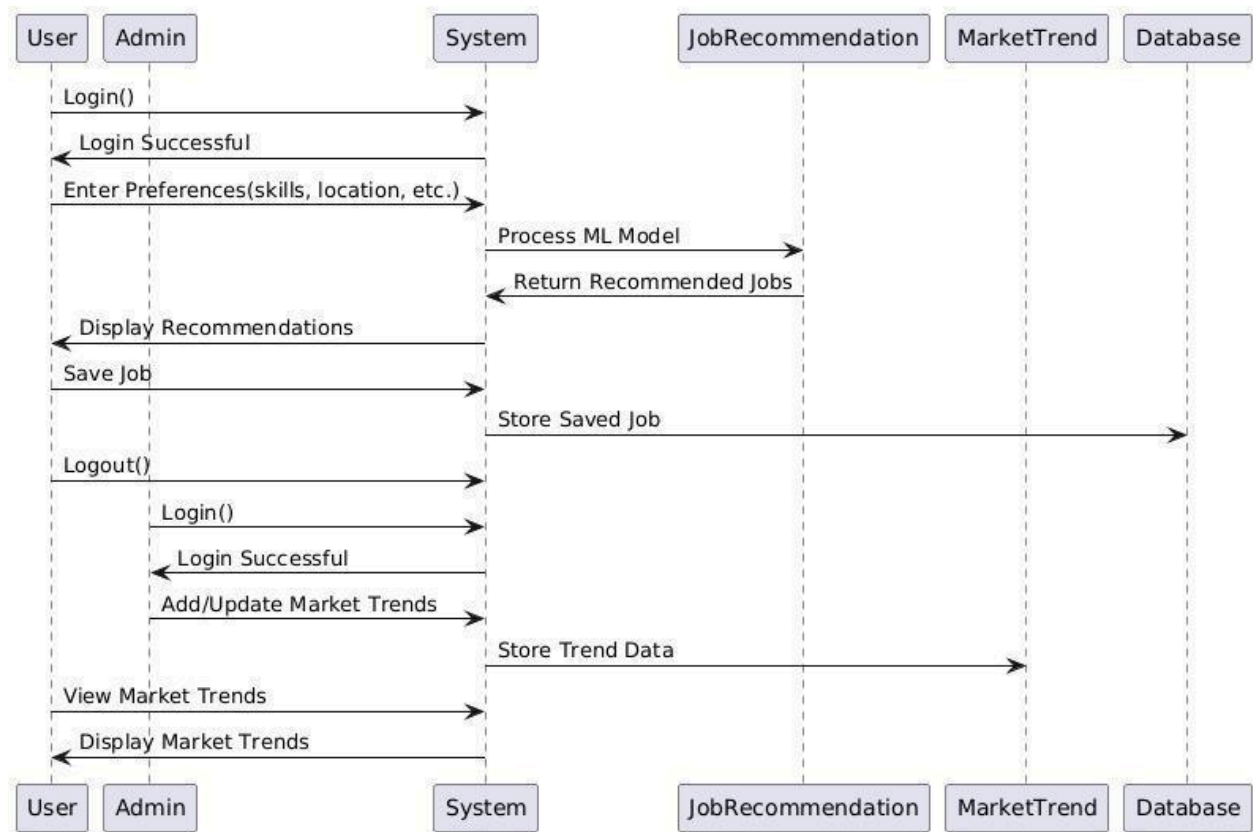 User Admin System JobRecommendation MarketTrend Database
Login()
Login Successful
Enter Preferences(skills, location, etc.)
Process ML Model
Return Recommended Jobs
Display Recommendations
Save Job
Store Saved Job
Logout()
Login()
Login Successful
Add/Update Market Trends
Store Trend Data
View Market Trends
Display Market Trends
User Admin System JobRecommendation MarketTrend Database